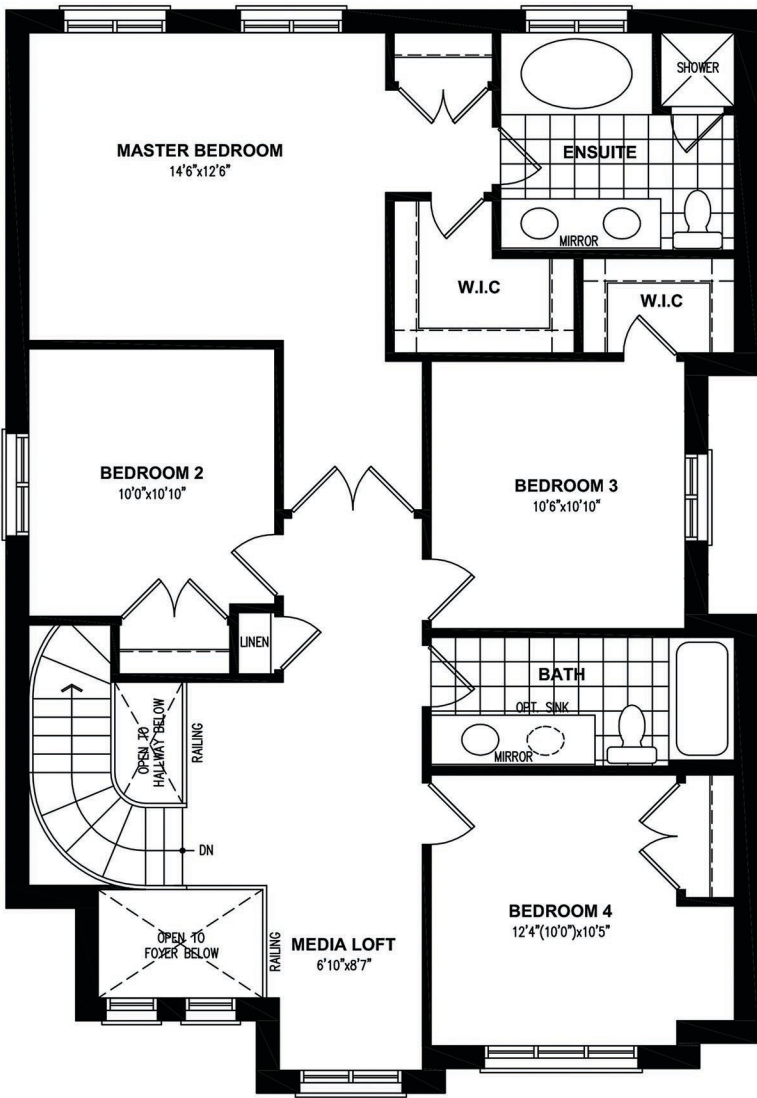 SHOWER
MASTER BEDROOM
14'6"x12'6"
ENSUITE
MIRROR
W.I.C
W.I.C
BEDROOM 2
10'0"x10'10"
BEDROOM 3
10'6"x10'10"
LINEN
BATH
OPT. SINK
MIRROR
OPEN TO
HALLWAY BELOW
RAILING
DN
BEDROOM 4
12'4"(10'0")x10'5"
OPEN TO
FOYER BELOW
RAILING
MEDIA LOFT
6'10"x8'7"